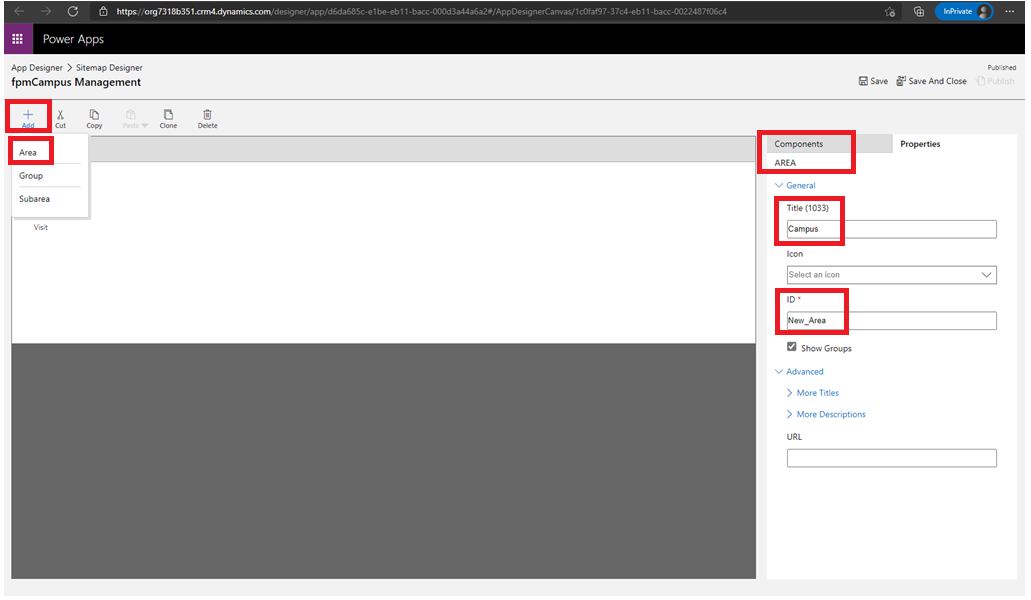 https://org7318b351.crm4.dynamics.com/designer/app/d6da685c-e1be-eb11-bacc-000d3a44a6a2#/AppDesignerCanvas/1c0faf97-37c4-eb11-bacc-0022487f06c4
InPrivate
Power Apps
App Designer > Sitemap Designer
Published
fpmCampus Management
Save
Save And Close
Publish
Add
Cut
Copy
Paste
Clone
Delete
Area
Group
Subarea
Visit
Components
Properties
AREA
General
Title (1033)
Campus
Icon
Select an icon
ID *
New_Area
Show Groups
Advanced
More Titles
More Descriptions
URL